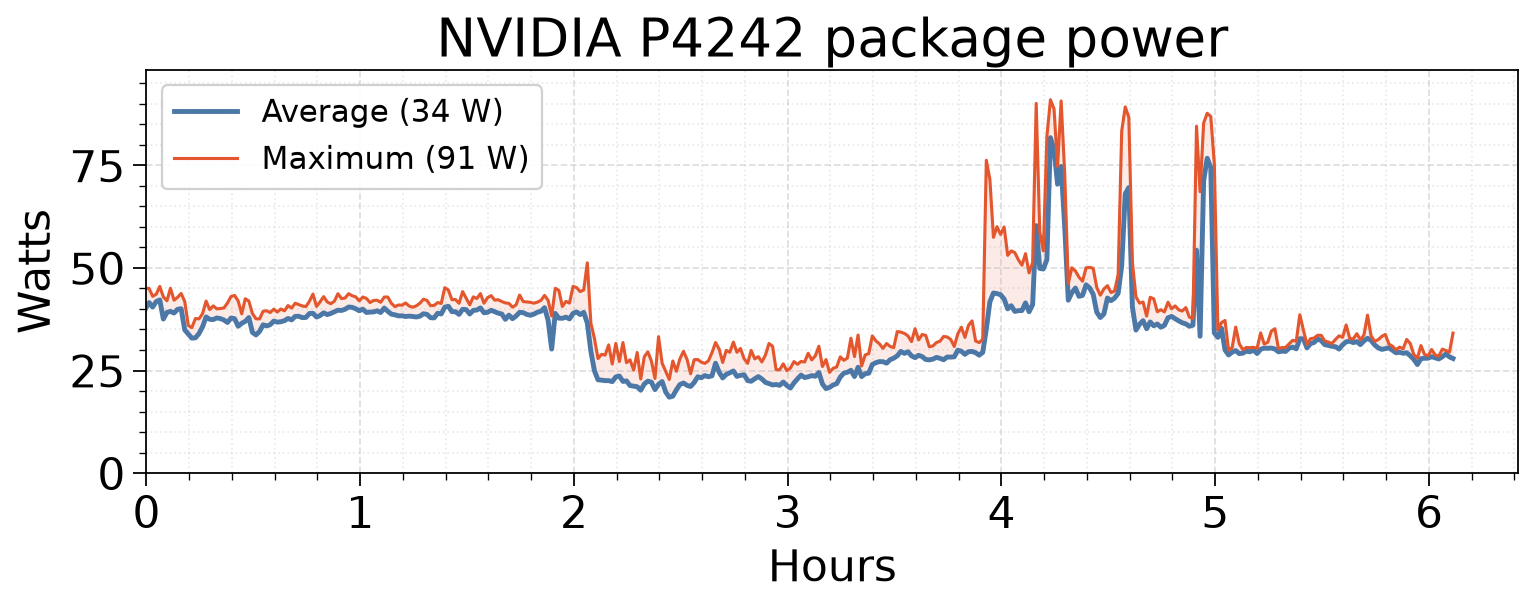 NVIDIA P4242 package power
Average (34 W)
Maximum (91 W)
Watts
75
50
25
0
0 1 2 3 4 5 6
Hours